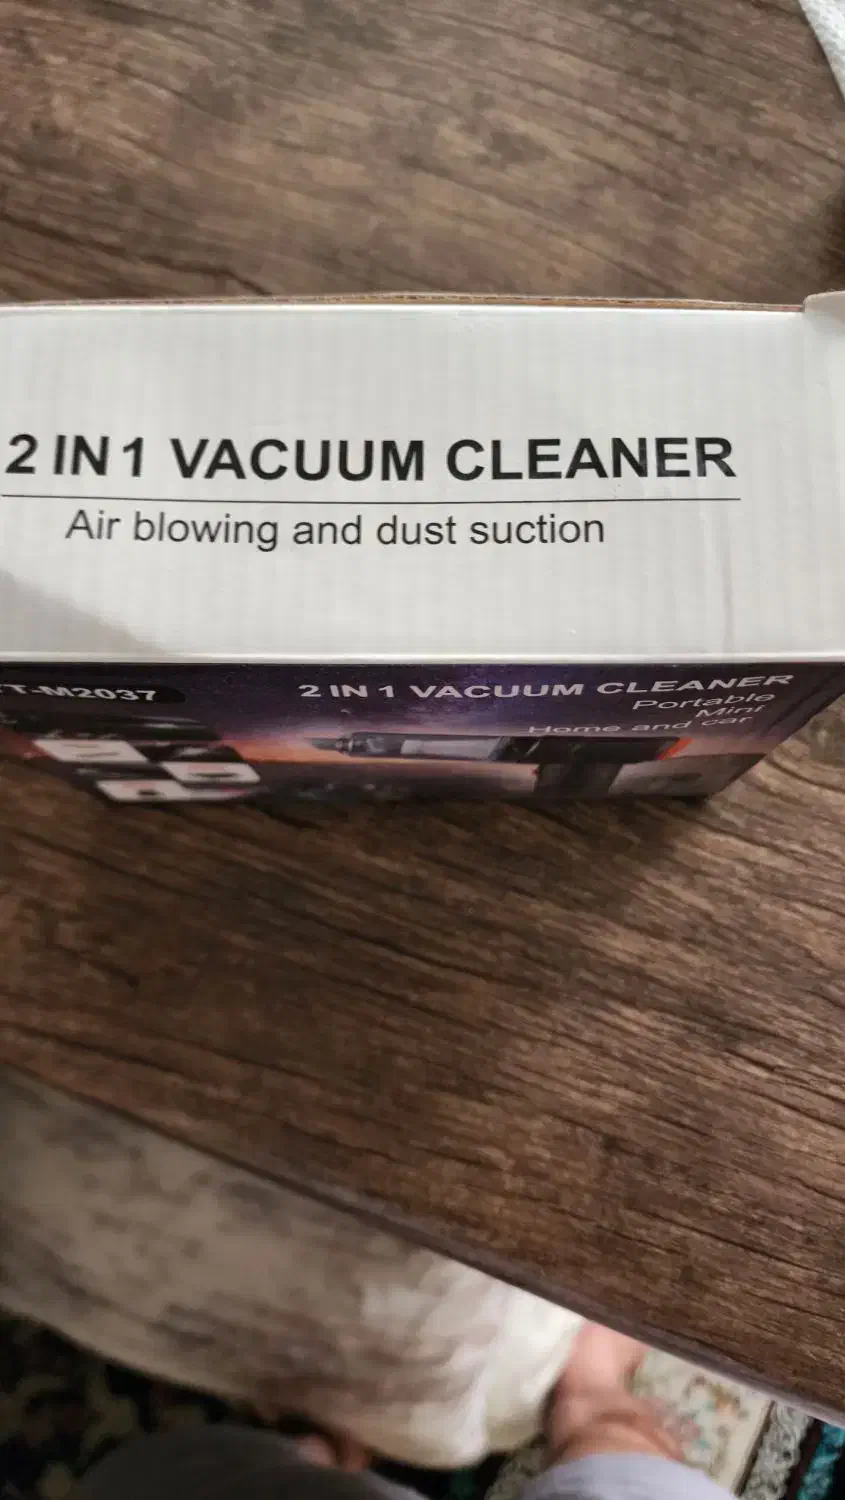 2 IN 1 VACUUM CLEANER
Air blowing and dust suction
T-M2037
2 IN 1 VACUUM CLEANER
Portable
Mini
Home and car